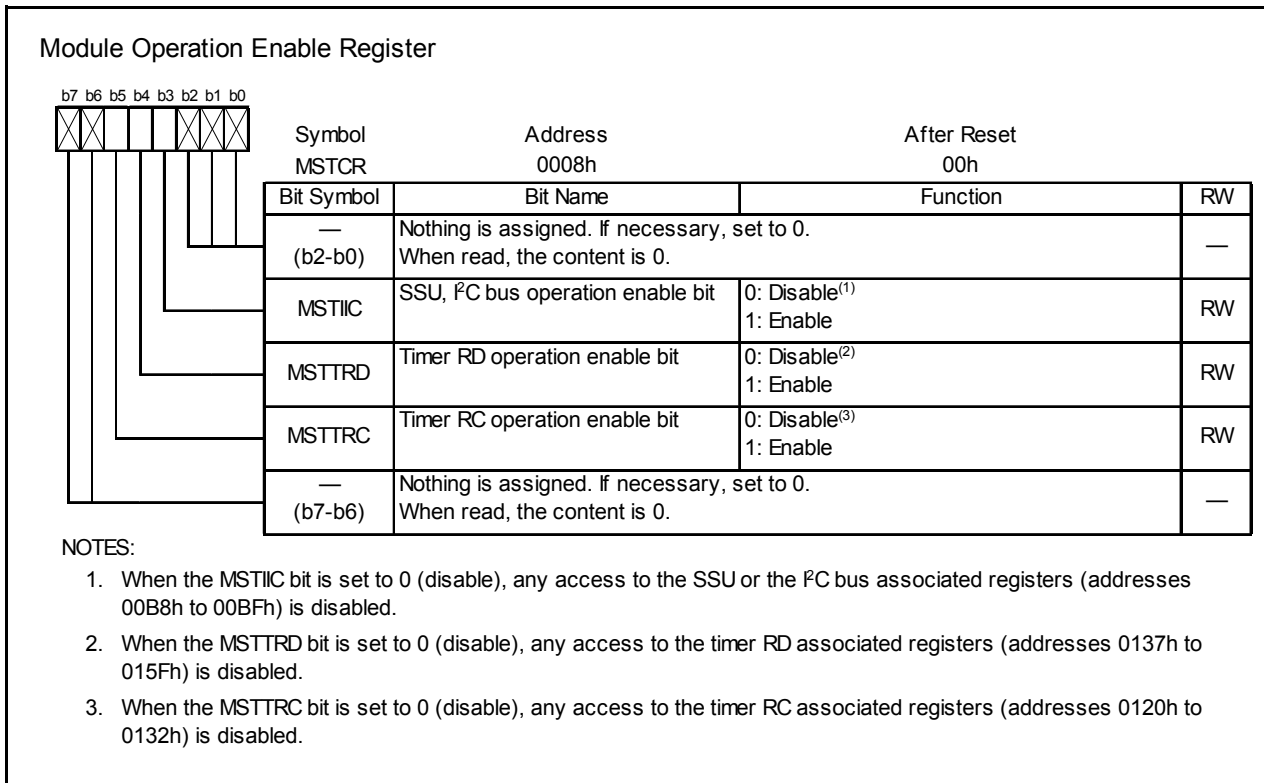 Module Operation Enable Register
b7 b6 b5 b4 b3 b2 b1 b0
Symbol Address After Reset
MSTCR 0008h 00h
Bit Symbol Bit Name Function RW
— Nothing is assigned. If necessary, set to 0. —
(b2-b0) When read, the content is 0.
MSTIIC SSU, I²C bus operation enable bit 0: Disable(1) RW
1: Enable
MSTTRD Timer RD operation enable bit 0: Disable(2) RW
1: Enable
MSTTRC Timer RC operation enable bit 0: Disable(3) RW
1: Enable
— Nothing is assigned. If necessary, set to 0. —
(b7-b6) When read, the content is 0.
NOTES:
1. When the MSTIIC bit is set to 0 (disable), any access to the SSU or the I²C bus associated registers (addresses
00B8h to 00BFh) is disabled.
2. When the MSTTRD bit is set to 0 (disable), any access to the timer RD associated registers (addresses 0137h to
015Fh) is disabled.
3. When the MSTTRC bit is set to 0 (disable), any access to the timer RC associated registers (addresses 0120h to
0132h) is disabled.